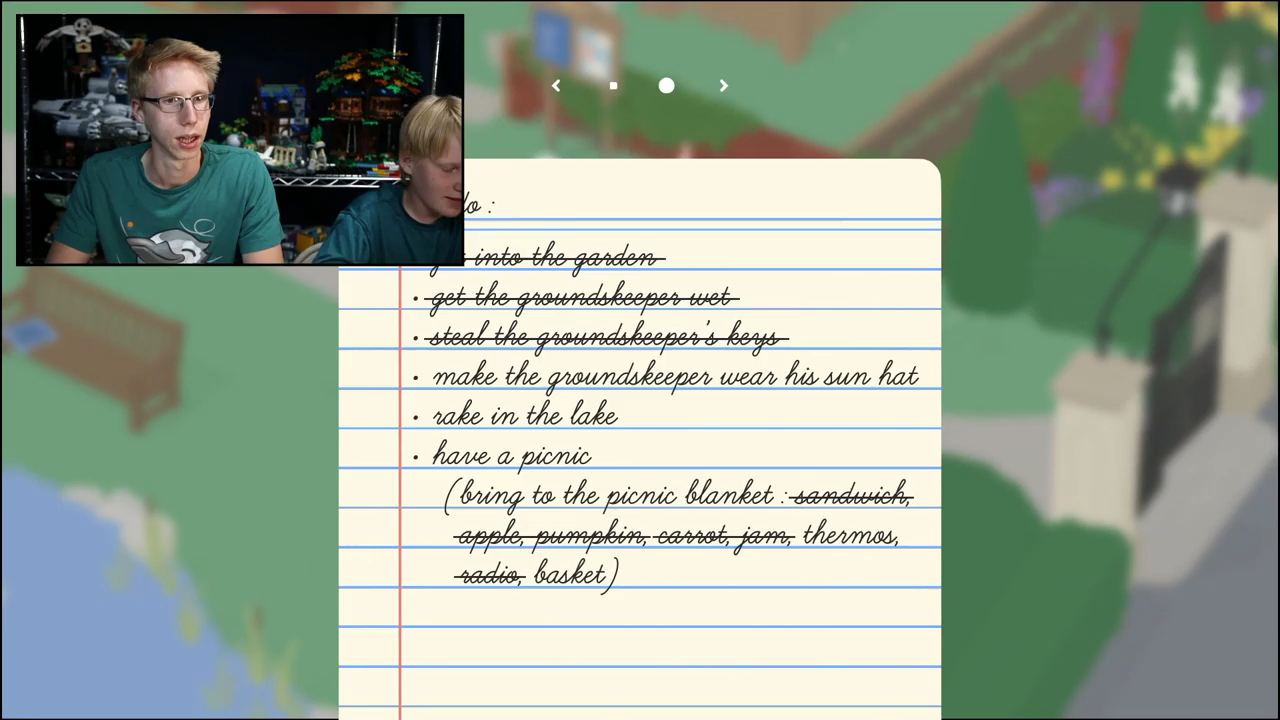 do :
into the garden
• get the groundskeeper wet
• steal the groundskeeper's keys
• make the groundskeeper wear his sun hat
• rake in the lake
• have a picnic
(bring to the picnic blanket : sandwich,
apple, pumpkin, carrot, jam, thermos,
radio, basket)